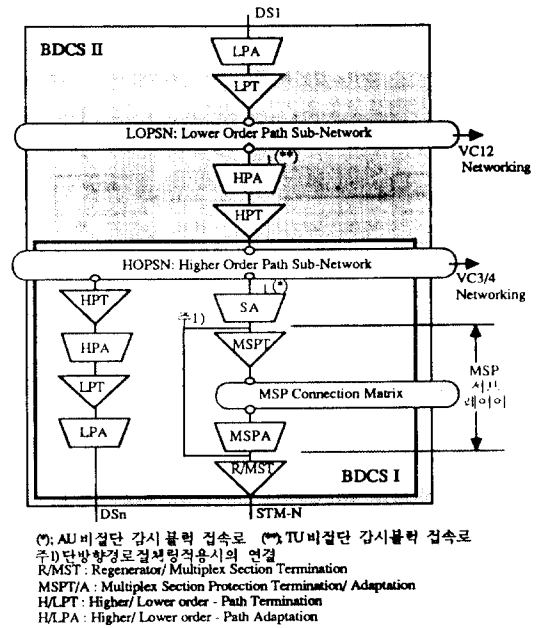 DS1
BDCS II
LPA
LPT
LOPSN: Lower Order Path Sub-Network
VC12
Networking
(**)
HPA
HPT
HOPSN: Higher Order Path Sub-Network
VC3/4
Networking
(*)
HPT
SA
주1)
HPA
MSPT
MSP
서브
레이어
LPT
MSP Connection Matrix
LPA
MSPA
R/MST
BDCS I
DSn
STM-N
(*); AU 비절단 감시블럭 접속로 (**); TU 비절단 감시블럭 접속로
주1) 단방향경로절체링적용시의 연결
R/MST : Regenerator/ Multiplex Section Termination
MSPT/A : Multiplex Section Protection Termination/ Adaptation
H/LPT : Higher/ Lower order - Path Termination
H/LPA : Higher/ Lower order - Path Adaptation